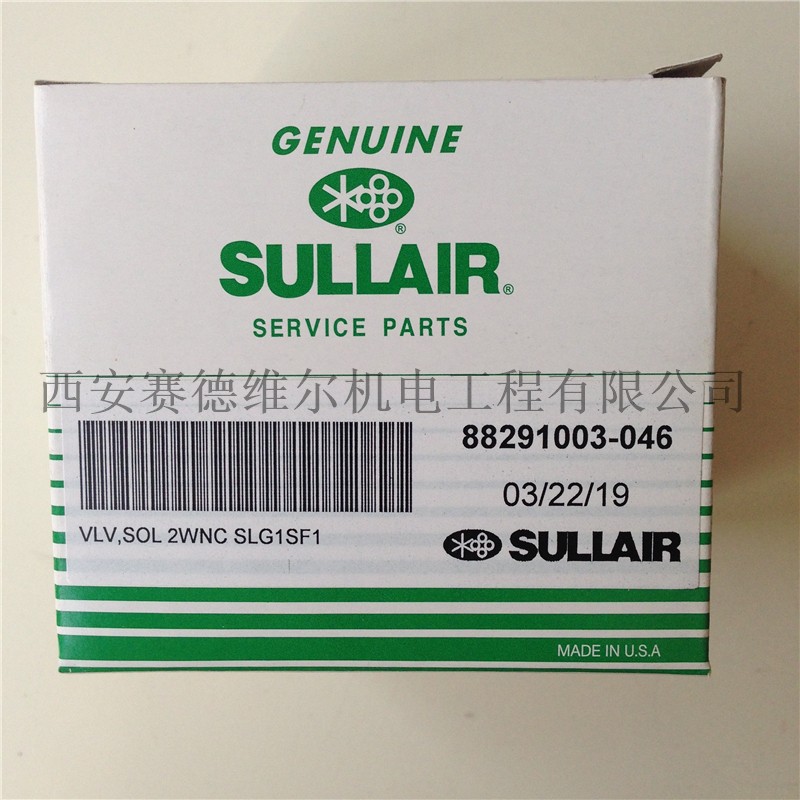 GENUINE
®
SULLAIR®
SERVICE PARTS
西安赛德维尔机电工程有限公司
88291003-046
03/22/19
VLV,SOL 2WNC SLG1SF1
SULLAIR
MADE IN U.S.A